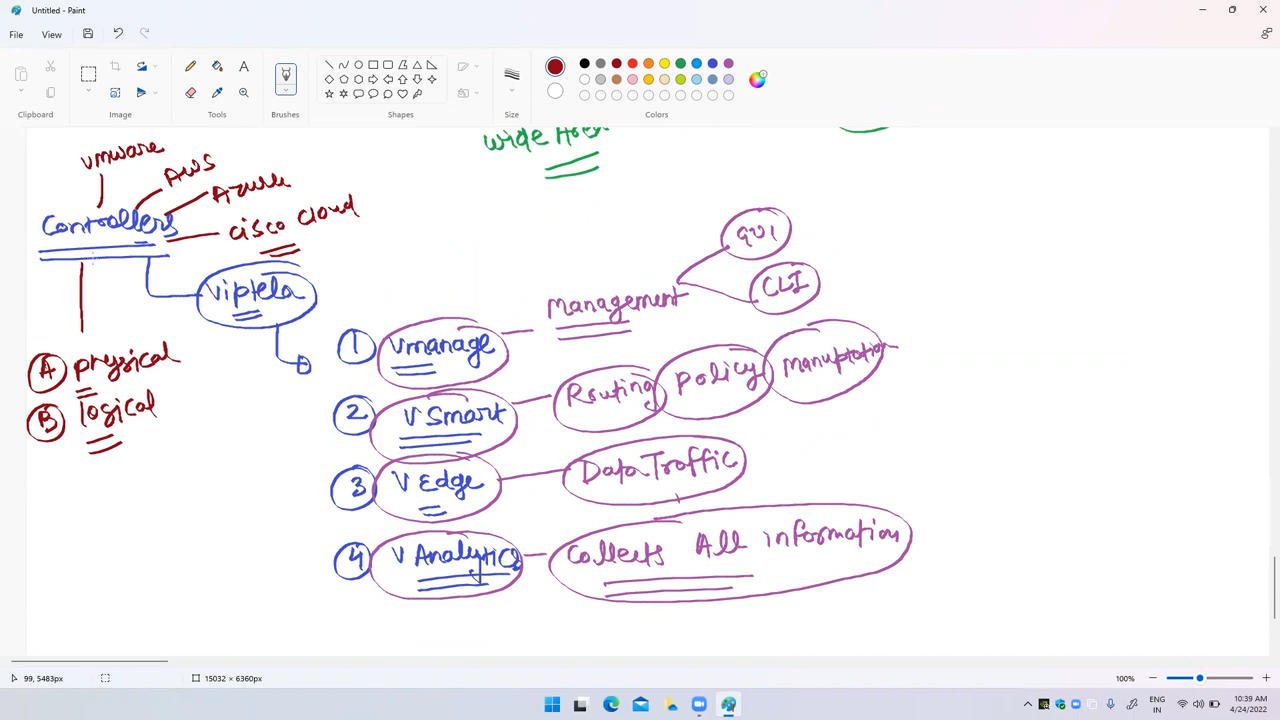 Untitled - Paint
File
View
Clipboard
Image
Tools
Brushes
Shapes
Size
Colors
wide Area
vmware
AWS
Azure
cisco cloud
Controllers
viptela
A physical
B logical
GUI
CLI
Management
1 Vmanage
2 V Smart
Routing
policy
3 V Edge
Data Traffic
4 V Analytics
Collects All information
99, 5483px
15032 × 6360px
100%
ENG
IN
10:39 AM
4/24/2022